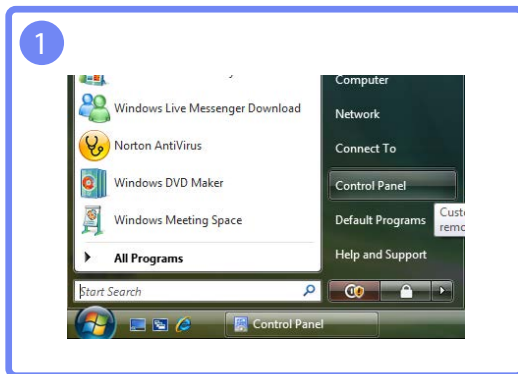 1
Windows Live Messenger Download
Norton AntiVirus
Windows DVD Maker
Windows Meeting Space
All Programs
Start Search
Computer
Network
Connect To
Control Panel
Default Programs
Help and Support
Control Panel